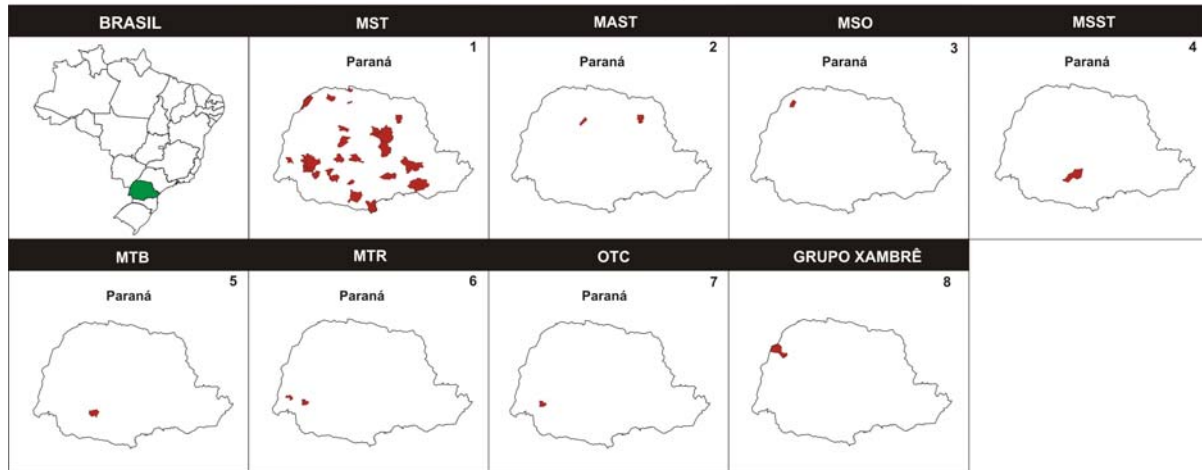 BRASIL
MST
MAST
MSO
MSST
1
Paraná
2
Paraná
3
Paraná
4
Paraná
MTB
MTR
OTC
GRUPO XAMBRÊ
5
Paraná
6
Paraná
7
Paraná
8
Paraná